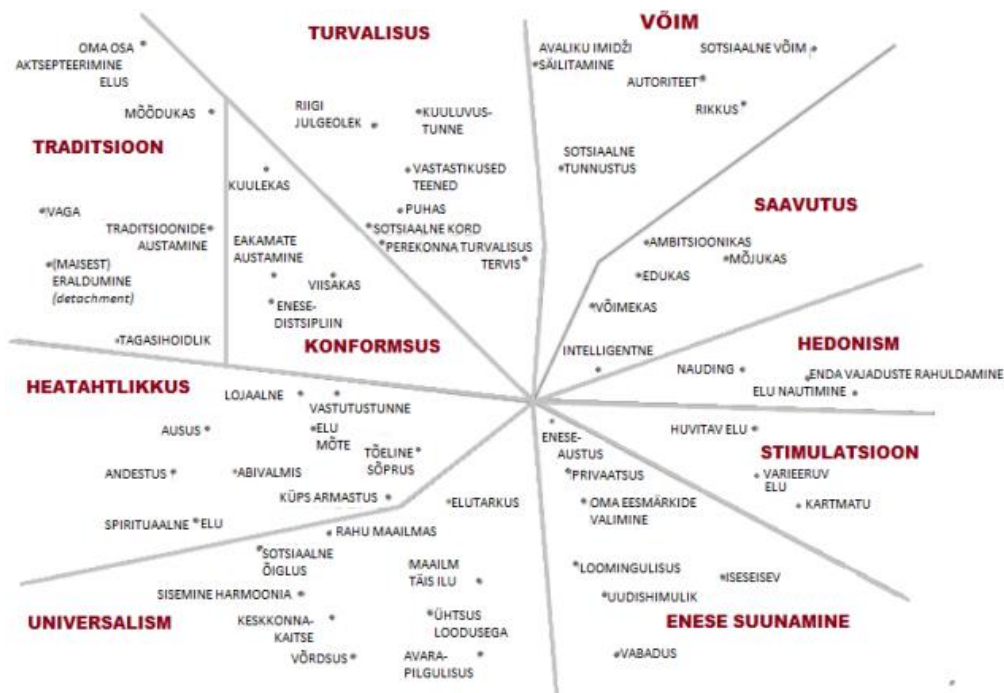 VÕIM
TURVALISUS
OMA OSA
AKTSEPTEERIMINE
ELUS
AVALIKU IMIDŽI
SÄILITAMINE
SOTSIAALNE VÕIM
AUTORITEET
RIKKUS
MÕÕDUKAS
RIIGI
JULGEOLEK
KUULUVUS-
TUNNE
TRADITSIOON
KUULEKAS
VASTASTIKUSED
TEENED
SOTSIAALNE
TUNNUSTUS
VAGA
PUHAS
SAAVUTUS
TRADITSIOONIDE
AUSTAMINE
SOTSIAALNE KORD
PEREKONNA TURVALISUS
TERVIS
EAKAMATE
AUSTAMINE
AMBITSIOONIKAS
MÕJUKAS
(MAISEST)
ERALDUMINE
(detachment)
VIISAKAS
EDUKAS
ENESE-
DISTSIPLIIN
VÕIMEKAS
TAGASIHOIDLIK
KONFORMSUS
INTELLIGENTNE
HEDONISM
NAUDING
ENDA VAJADUSTE RAHULDAMINE
ELU NAUTIMINE
HEATAHTLIKKUS
LOJAALNE
VASTUTUSTUNNE
AUSUS
ELU
MÕTE
ENESE-
AUSTUS
HUVITAV ELU
STIMULATSIOON
TÕELINE
SÕPRUS
ANDESTUS
ABIVALMIS
PRIVAATSUS
VARIEERUV
ELU
KÜPS ARMASTUS
ELUTARKUS
OMA EESMÄRKIDE
VALIMINE
KARTMATU
SPIRITUAALNE ELU
RAHU MAAILMAS
SOTSIAALNE
ÕIGLUS
MAAILM
TÄIS ILU
LOOMINGULISUS
ISESEISEV
SISEMINE HARMOONIA
UUDISHIMULIK
UNIVERSALISM
KESKKONNA-
KAITSE
ÜHTSUS
LOODUSEGA
ENESE SUUNAMINE
VÕRDSUS
AVARA-
PILGULISUS
VABADUS